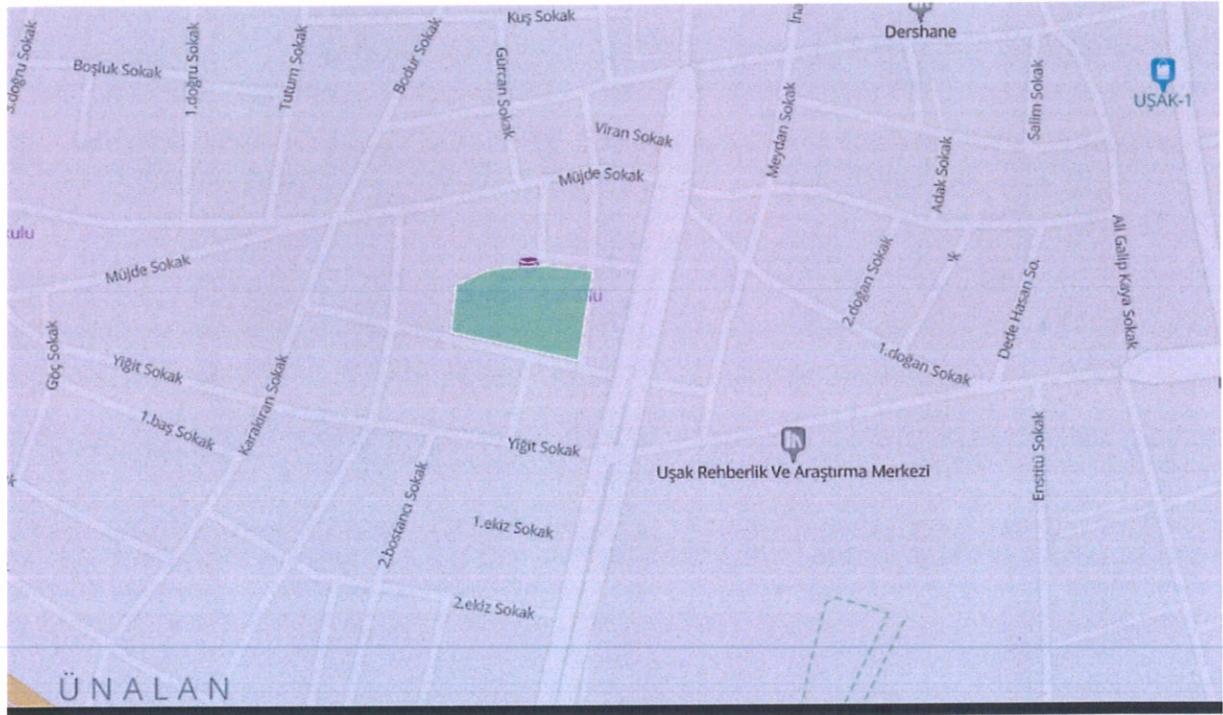 Kuş Sokak
Dershane
3.doğru Sokak
Boşluk Sokak
1.doğru Sokak
Tutum Sokak
Bodur Sokak
Gürcan Sokak
Viran Sokak
Meydan Sokak
Salim Sokak
UŞAK-1
Müjde Sokak
Adak Sokak
Müjde Sokak
2.doğan Sokak
Dede Hasan So.
Ali Galip Kaya Sokak
Göç Sokak
Yiğit Sokak
1.doğan Sokak
1.baş Sokak
Karakıran Sokak
Yiğit Sokak
Uşak Rehberlik Ve Araştırma Merkezi
Enstitü Sokak
2.bostancı Sokak
1.ekiz Sokak
2.ekiz Sokak
ÜNALAN